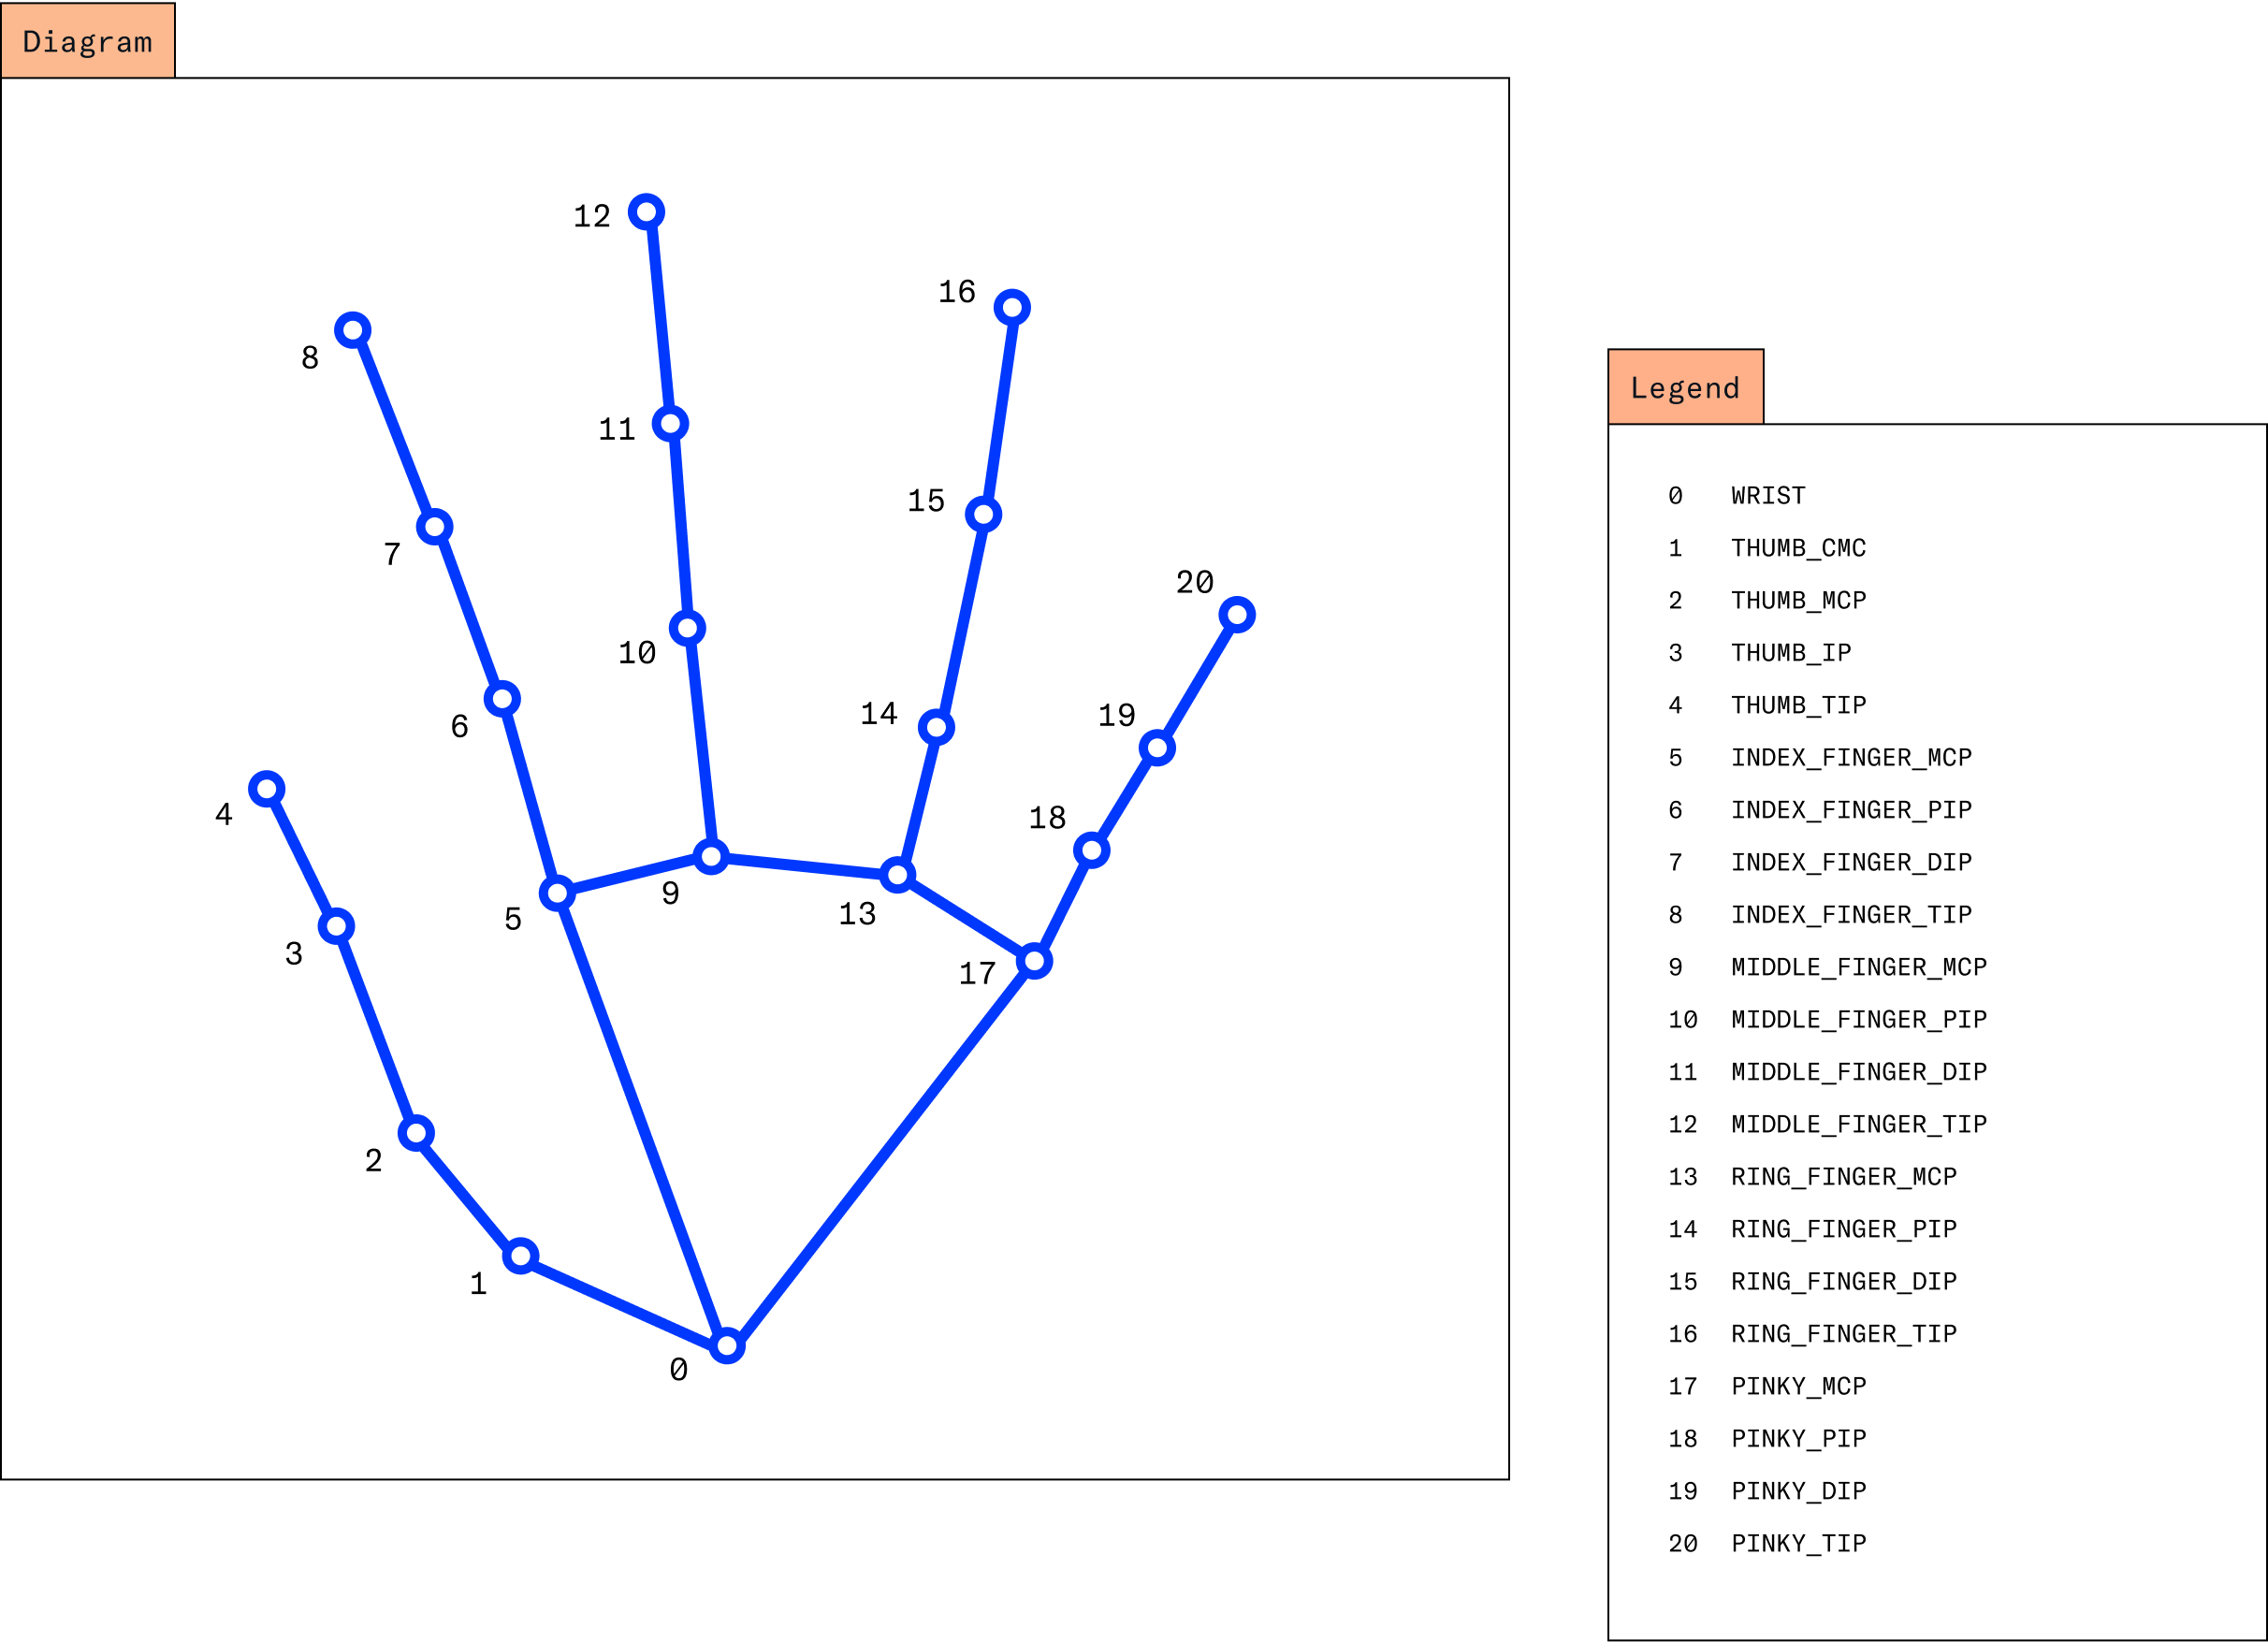 Diagram
12
16
8
11
15
7
20
10
14
19
6
4
18
5
9
13
3
17
2
1
0
Legend
0 WRIST
1 THUMB_CMC
2 THUMB_MCP
3 THUMB_IP
4 THUMB_TIP
5 INDEX_FINGER_MCP
6 INDEX_FINGER_PIP
7 INDEX_FINGER_DIP
8 INDEX_FINGER_TIP
9 MIDDLE_FINGER_MCP
10 MIDDLE_FINGER_PIP
11 MIDDLE_FINGER_DIP
12 MIDDLE_FINGER_TIP
13 RING_FINGER_MCP
14 RING_FINGER_PIP
15 RING_FINGER_DIP
16 RING_FINGER_TIP
17 PINKY_MCP
18 PINKY_PIP
19 PINKY_DIP
20 PINKY_TIP